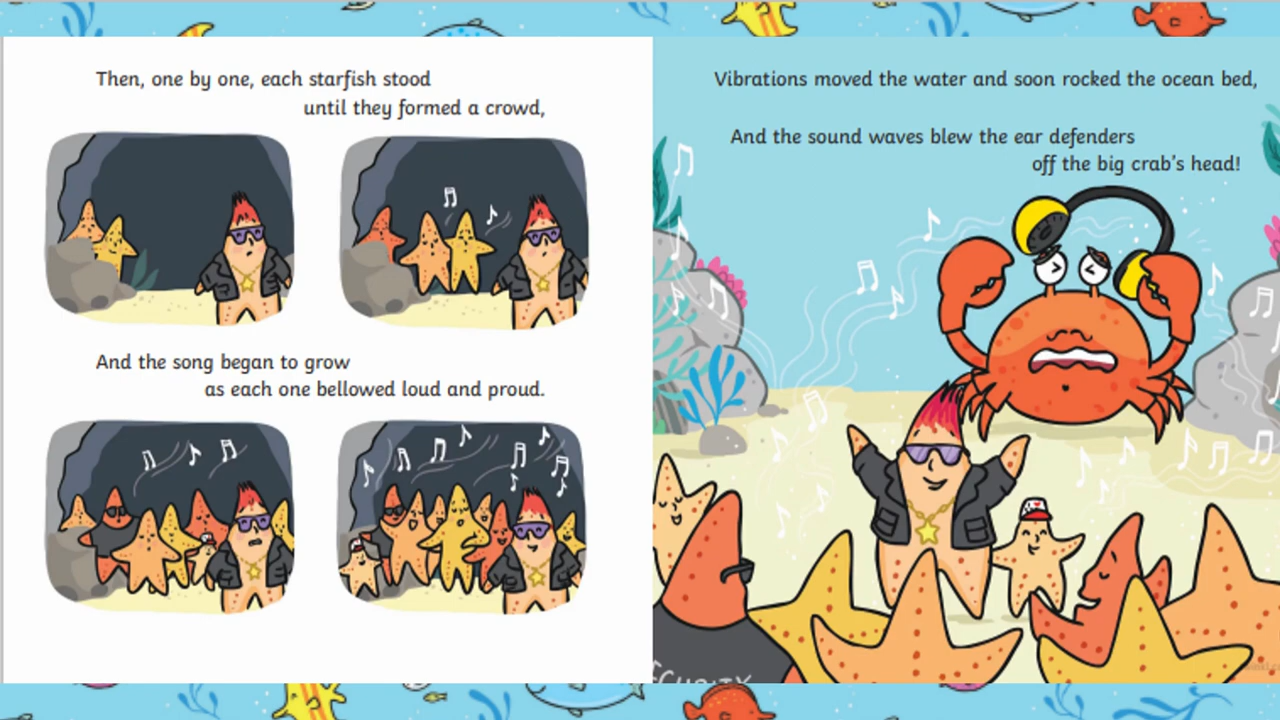 Then, one by one, each starfish stood
until they formed a crowd,
And the song began to grow
as each one bellowed loud and proud.
Vibrations moved the water and soon rocked the ocean bed,
And the sound waves blew the ear defenders
off the big crab's head!